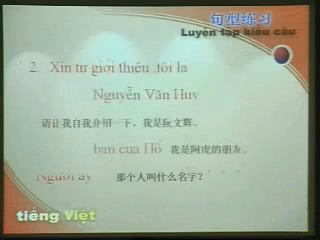 句型练习
Luyện tập kiểu câu
2. Xin tự giới thiệu, tôi là
Nguyễn Văn Huy
请让我自我介绍一下，我是阮文辉。
bạn của Hổ 我是阿虎的朋友。
Người ấy 那个人叫什么名字？
tiếng Việt